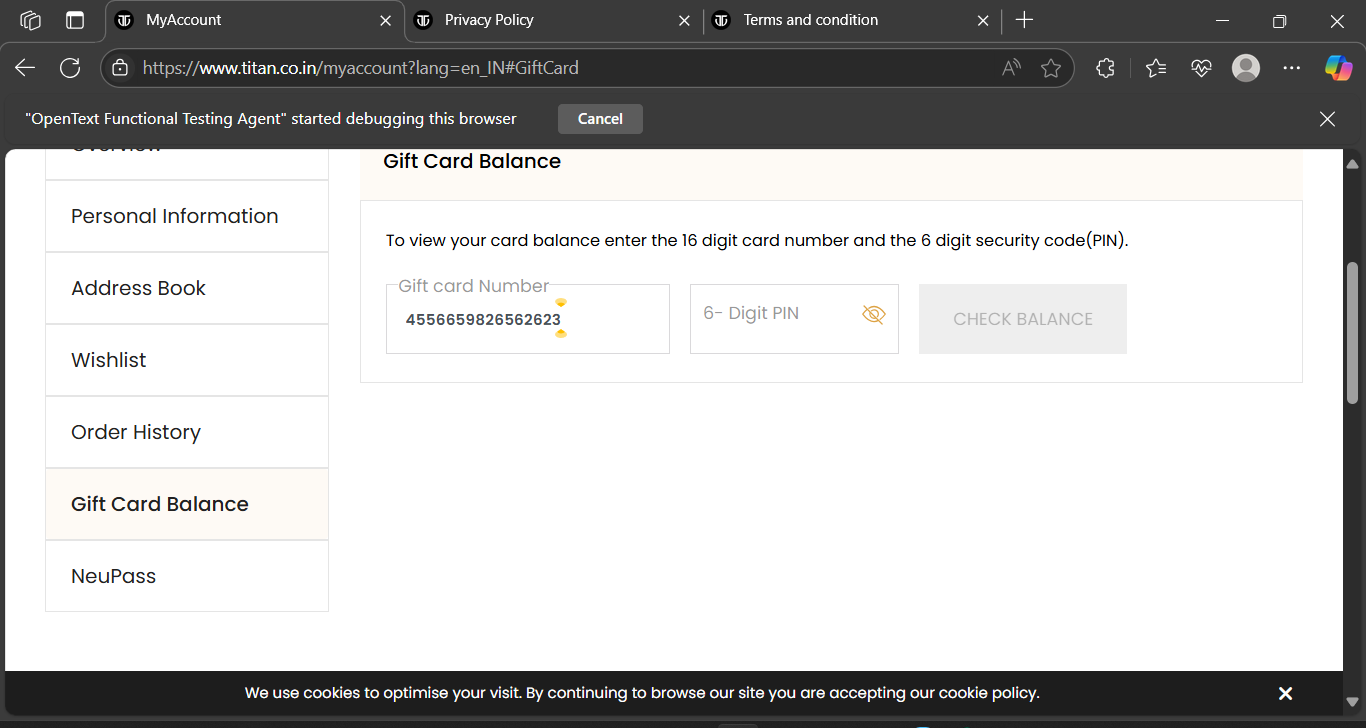 MyAccount
Privacy Policy
Terms and condition
https://www.titan.co.in/myaccount?lang=en_IN#GiftCard
"OpenText Functional Testing Agent" started debugging this browser
Cancel
Overview
Gift Card Balance
Personal Information
To view your card balance enter the 16 digit card number and the 6 digit security code(PIN).
Address Book
Gift card Number
4556659826562623
6- Digit PIN
CHECK BALANCE
Wishlist
Order History
Gift Card Balance
NeuPass
We use cookies to optimise your visit. By continuing to browse our site you are accepting our cookie policy.